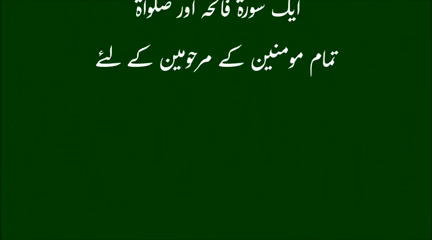 ایک سورۃ فاتحہ اور صلواۃ
تمام مومنین کے مرحومین کے لئے